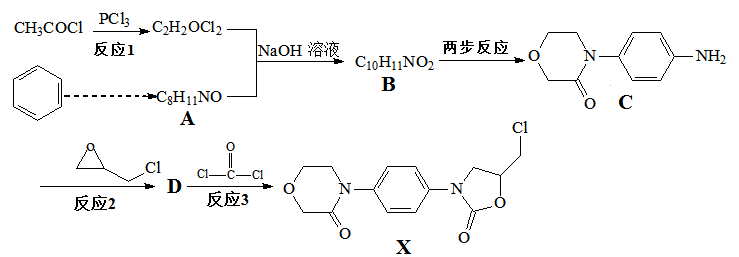 CH₃COCl PCl₃ 反应1 C₂H₂OCl₂
NaOH 溶液 C₁₀H₁₁NO₂ B 两步反应
C₈H₁₁NO A
O N O NH₂ C
O Cl 反应2 D O Cl Cl 反应3
O N O N O O Cl X